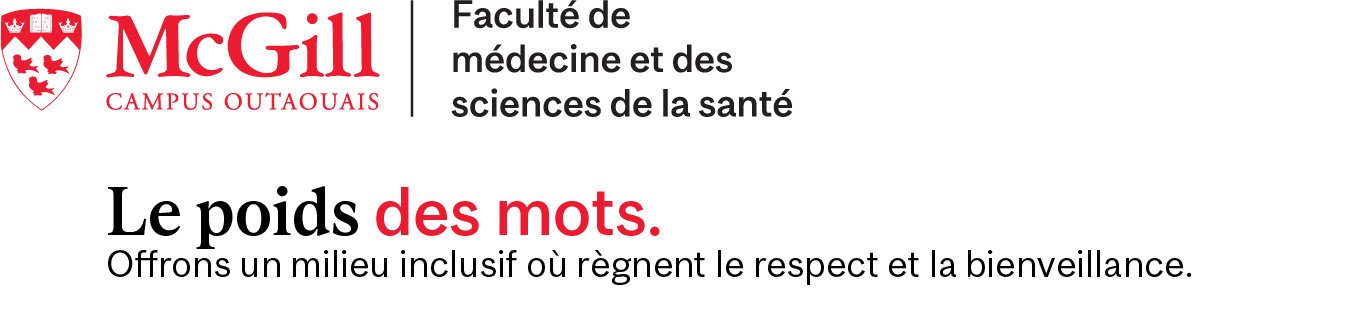 McGill
CAMPUS OUTAOUAIS
Faculté de
médecine et des
sciences de la santé
Le poids des mots.
Offrons un milieu inclusif où règnent le respect et la bienveillance.